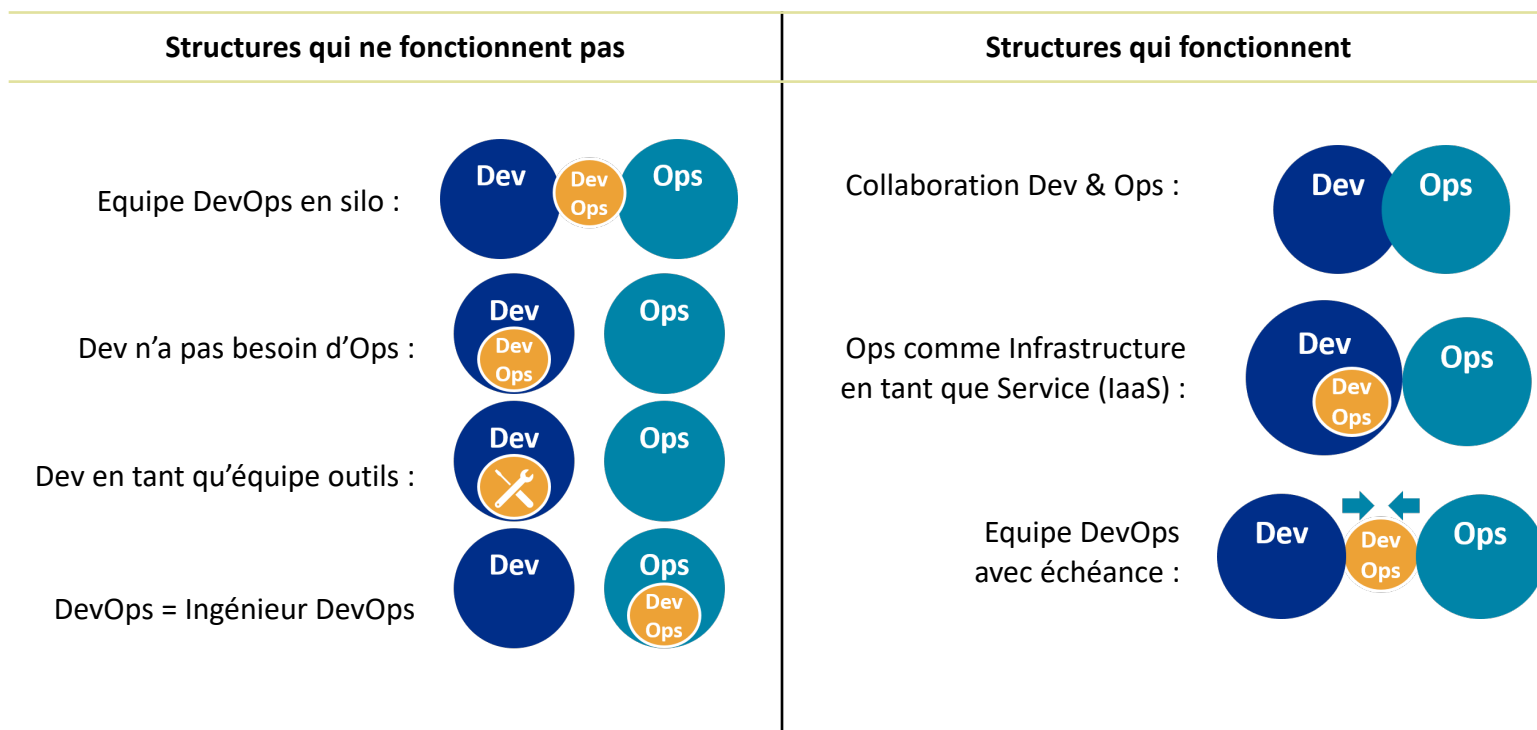 Structures qui ne fonctionnent pas
Equipe DevOps en silo :
Dev
Dev
Ops
Ops
Dev n'a pas besoin d'Ops :
Dev
Dev
Ops
Ops
Dev en tant qu'équipe outils :
Dev
Ops
DevOps = Ingénieur DevOps
Dev
Ops
Dev
Ops
Structures qui fonctionnent
Collaboration Dev & Ops :
Dev
Ops
Ops comme Infrastructure
en tant que Service (IaaS) :
Dev
Dev
Ops
Ops
Equipe DevOps
avec échéance :
Dev
Dev
Ops
Ops